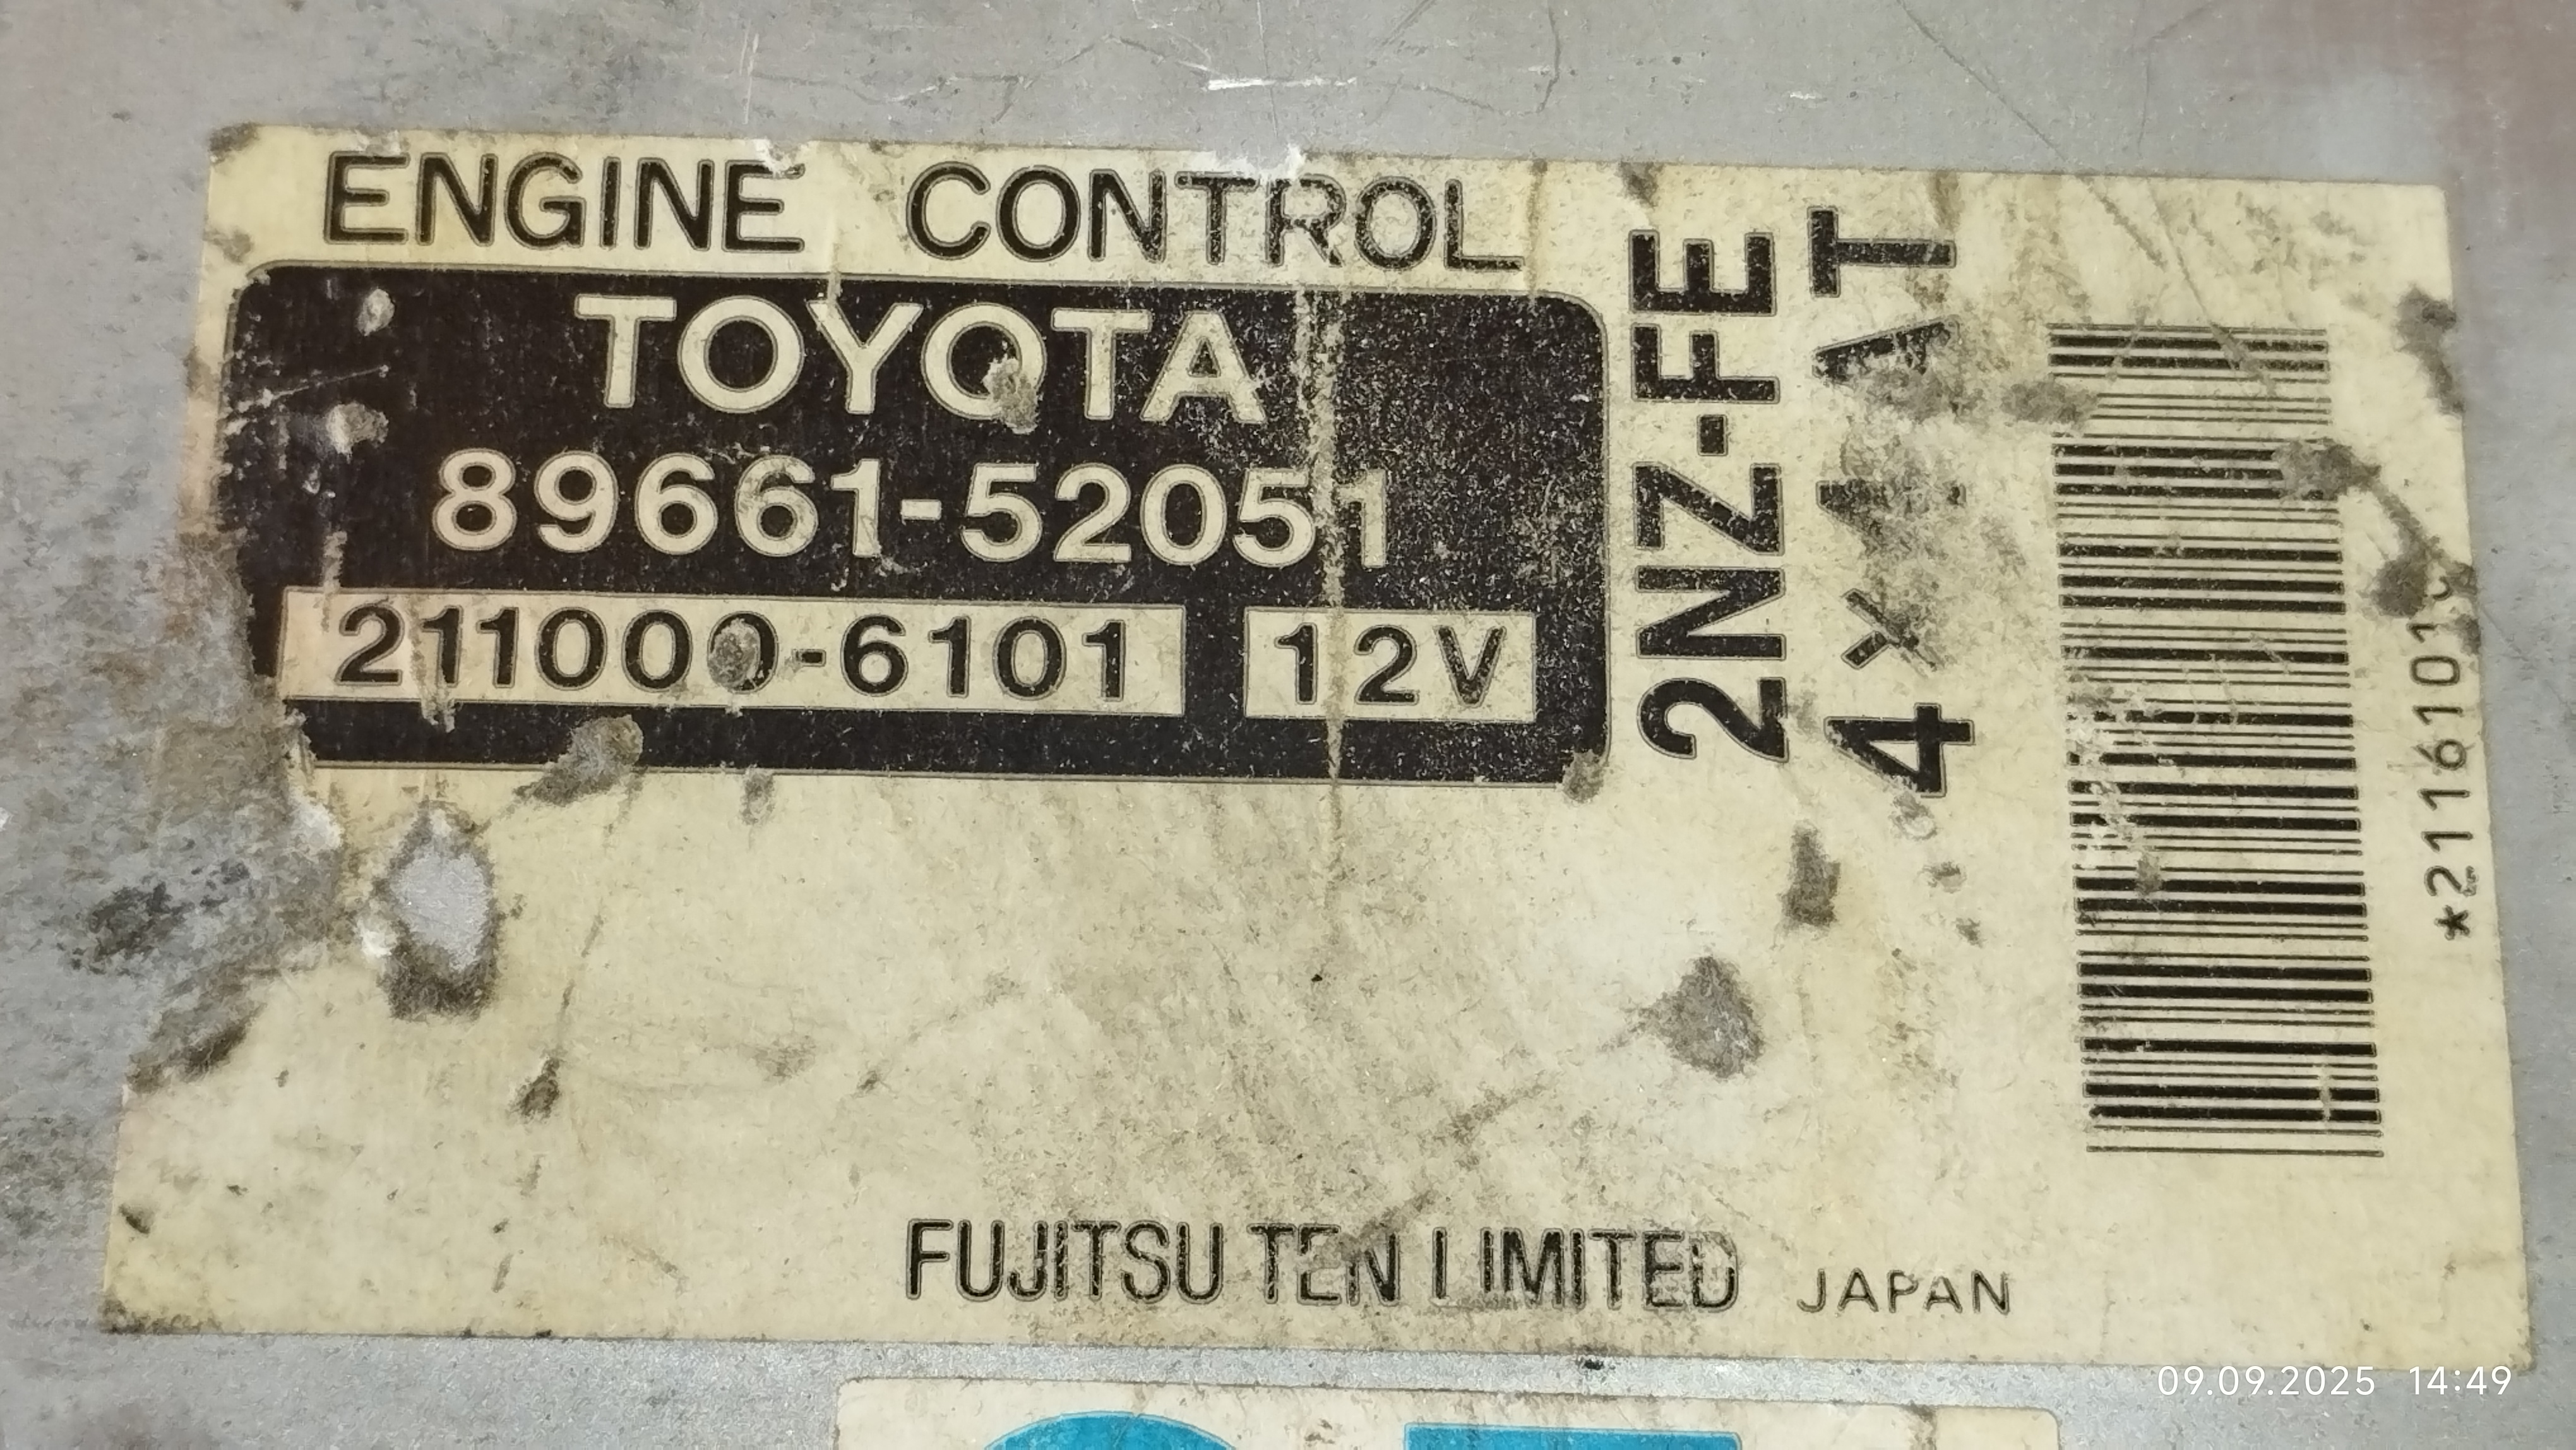 ENGINE CONTROL
TOYOTA
89661-52051
211000-6101 12V
2NZ-FE
4×4 AT
FUJITSU TEN LIMITED JAPAN
09.09.2025 14:49